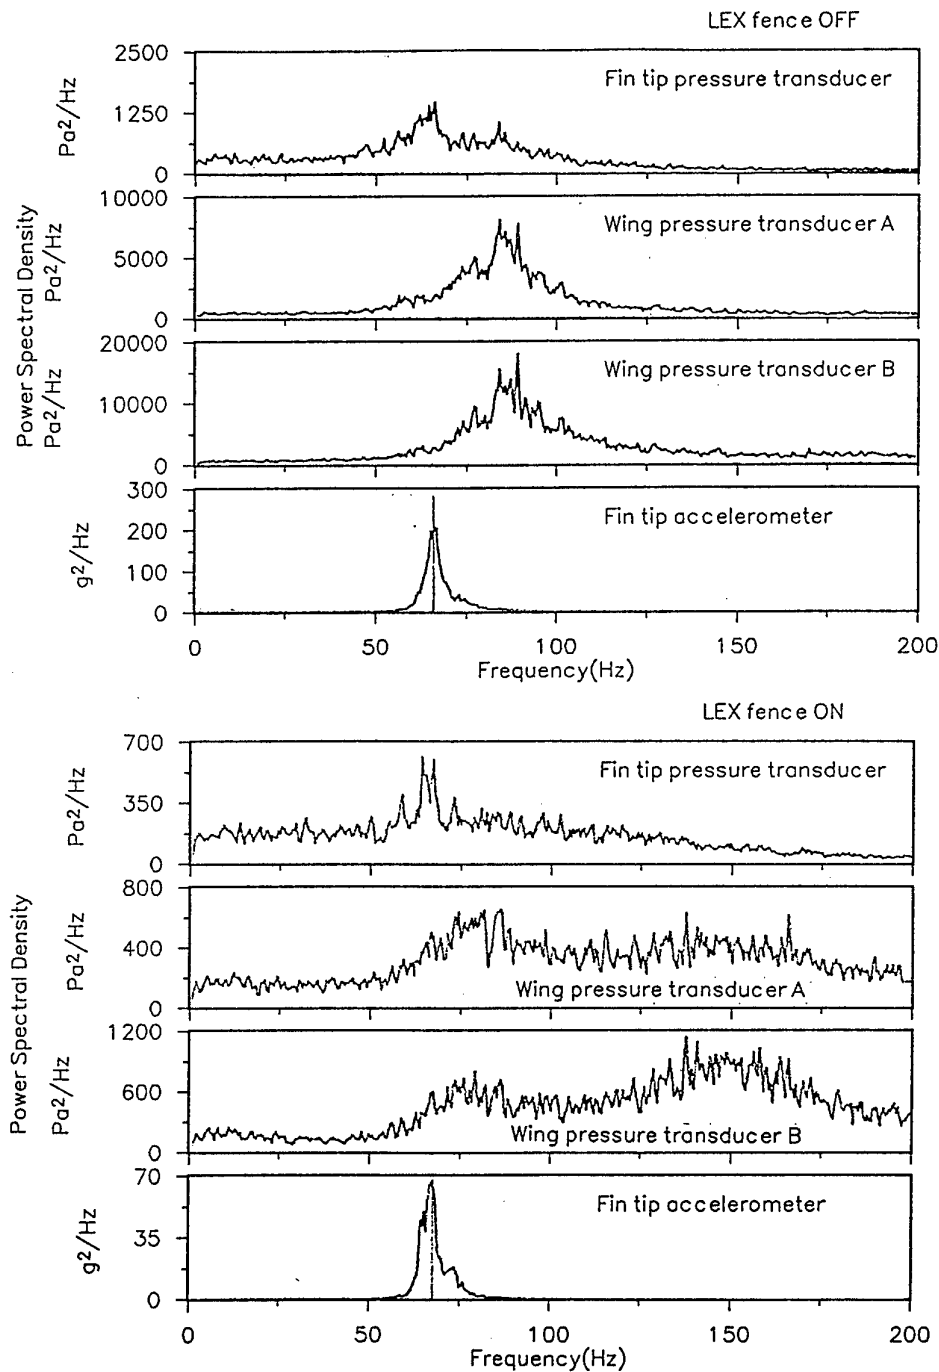 LEX fence OFF
Power Spectral Density
Pa²/Hz
2500
1250
0
Fin tip pressure transducer
Pa²/Hz
10000
5000
0
Wing pressure transducer A
Pa²/Hz
20000
10000
0
Wing pressure transducer B
g²/Hz
300
200
100
0
Fin tip accelerometer
0 50 100 150 200
Frequency(Hz)
LEX fence ON
Power Spectral Density
Pa²/Hz
700
350
0
Fin tip pressure transducer
Pa²/Hz
800
400
0
Wing pressure transducer A
Pa²/Hz
1200
600
0
Wing pressure transducer B
g²/Hz
70
35
0
Fin tip accelerometer
0 50 100 150 200
Frequency(Hz)